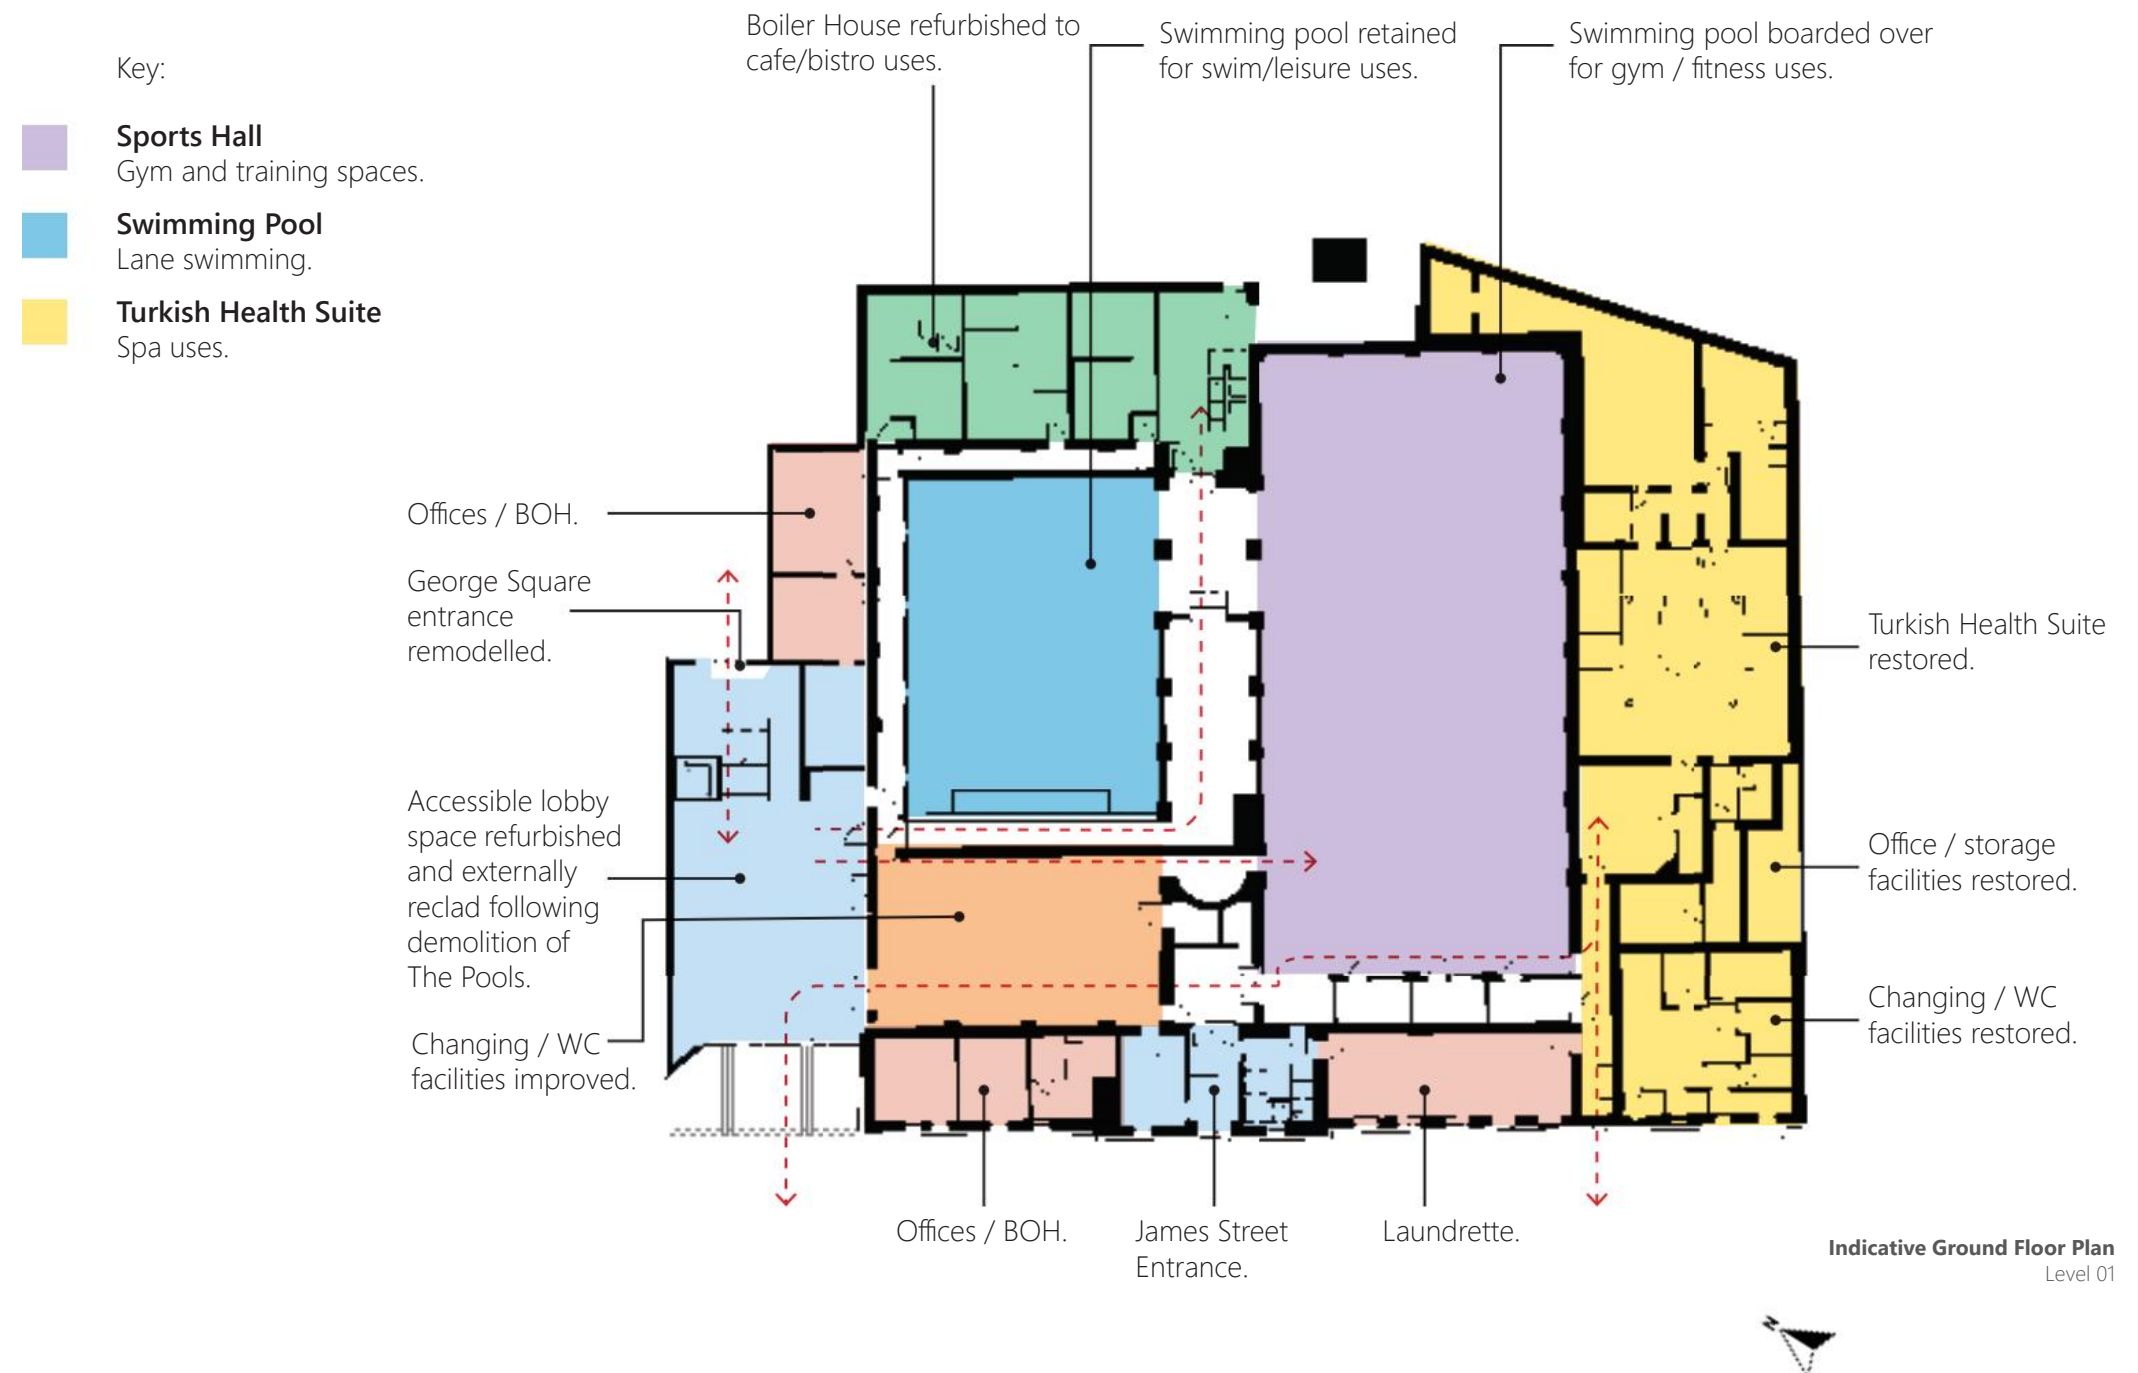 Boiler House refurbished to
cafe/bistro uses.
Swimming pool retained
for swim/leisure uses.
Swimming pool boarded over
for gym / fitness uses.
Key:
Sports Hall
Gym and training spaces.
Swimming Pool
Lane swimming.
Turkish Health Suite
Spa uses.
Offices / BOH.
George Square
entrance
remodelled.
Accessible lobby
space refurbished
and externally
reclad following
demolition of
The Pools.
Changing / WC
facilities improved.
Turkish Health Suite
restored.
Office / storage
facilities restored.
Changing / WC
facilities restored.
Offices / BOH.
James Street
Entrance.
Laundrette.
Indicative Ground Floor Plan
Level 01
N